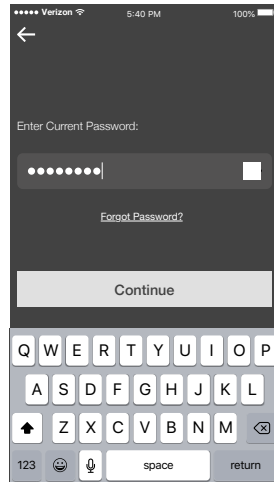 Verizon 5:40 PM 100%
Enter Current Password:
Forgot Password?
Continue
Q W E R T Y U I O P
A S D F G H J K L
Z X C V B N M
123 space return